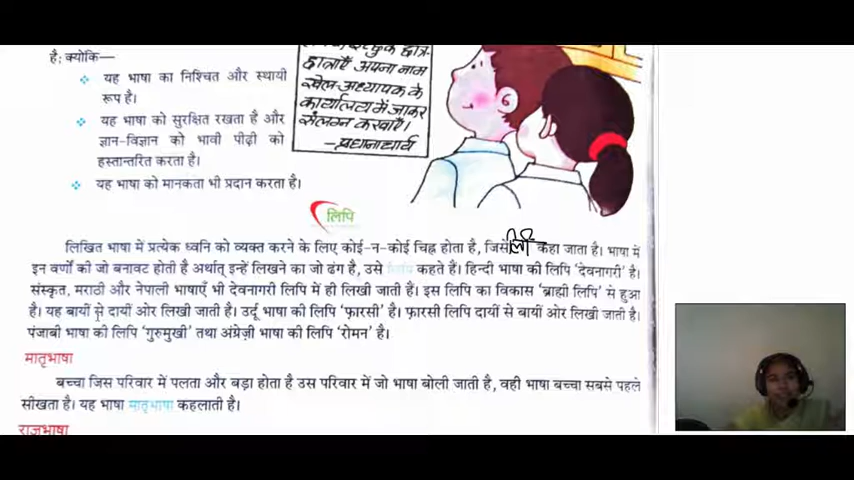 है; क्योंकि—
यह भाषा का निश्चित और स्थायी
रूप है।
यह भाषा को सुरक्षित रखता है और
ज्ञान-विज्ञान को भावी पीढ़ी को
हस्तान्तरित करता है।
यह भाषा को मानकता भी प्रदान करता है।
छात्र-
छात्राएँ अपना नाम
खेल-अध्यापक के
कार्यालय में जाकर
संलग्न करवाएँ।
—प्रधानाचार्य
लिपि
लिखित भाषा में प्रत्येक ध्वनि को व्यक्त करने के लिए कोई-न-कोई चिह्न होता है, कहा जाता है। भाषा में
इन वर्णों की जो बनावट होती है अर्थात् इन्हें लिखने का जो ढंग है, उसे लिपि कहते हैं। हिन्दी भाषा की लिपि 'देवनागरी' है।
संस्कृत, मराठी और नेपाली भाषाएँ भी देवनागरी लिपि में ही लिखी जाती हैं। इस लिपि का विकास 'ब्राह्मी लिपि' से हुआ
है। यह बायीं से दायीं ओर लिखी जाती है। उर्दू भाषा की लिपि 'फ़ारसी' है। फ़ारसी लिपि दायीं से बायीं ओर लिखी जाती है।
पंजाबी भाषा की लिपि 'गुरुमुखी' तथा अंग्रेज़ी भाषा की लिपि 'रोमन' है।
मातृभाषा
बच्चा जिस परिवार में पलता और बड़ा होता है उस परिवार में जो भाषा बोली जाती है, वही भाषा बच्चा सबसे पहले
सीखता है। यह भाषा मातृभाषा कहलाती है।
राजभाषा